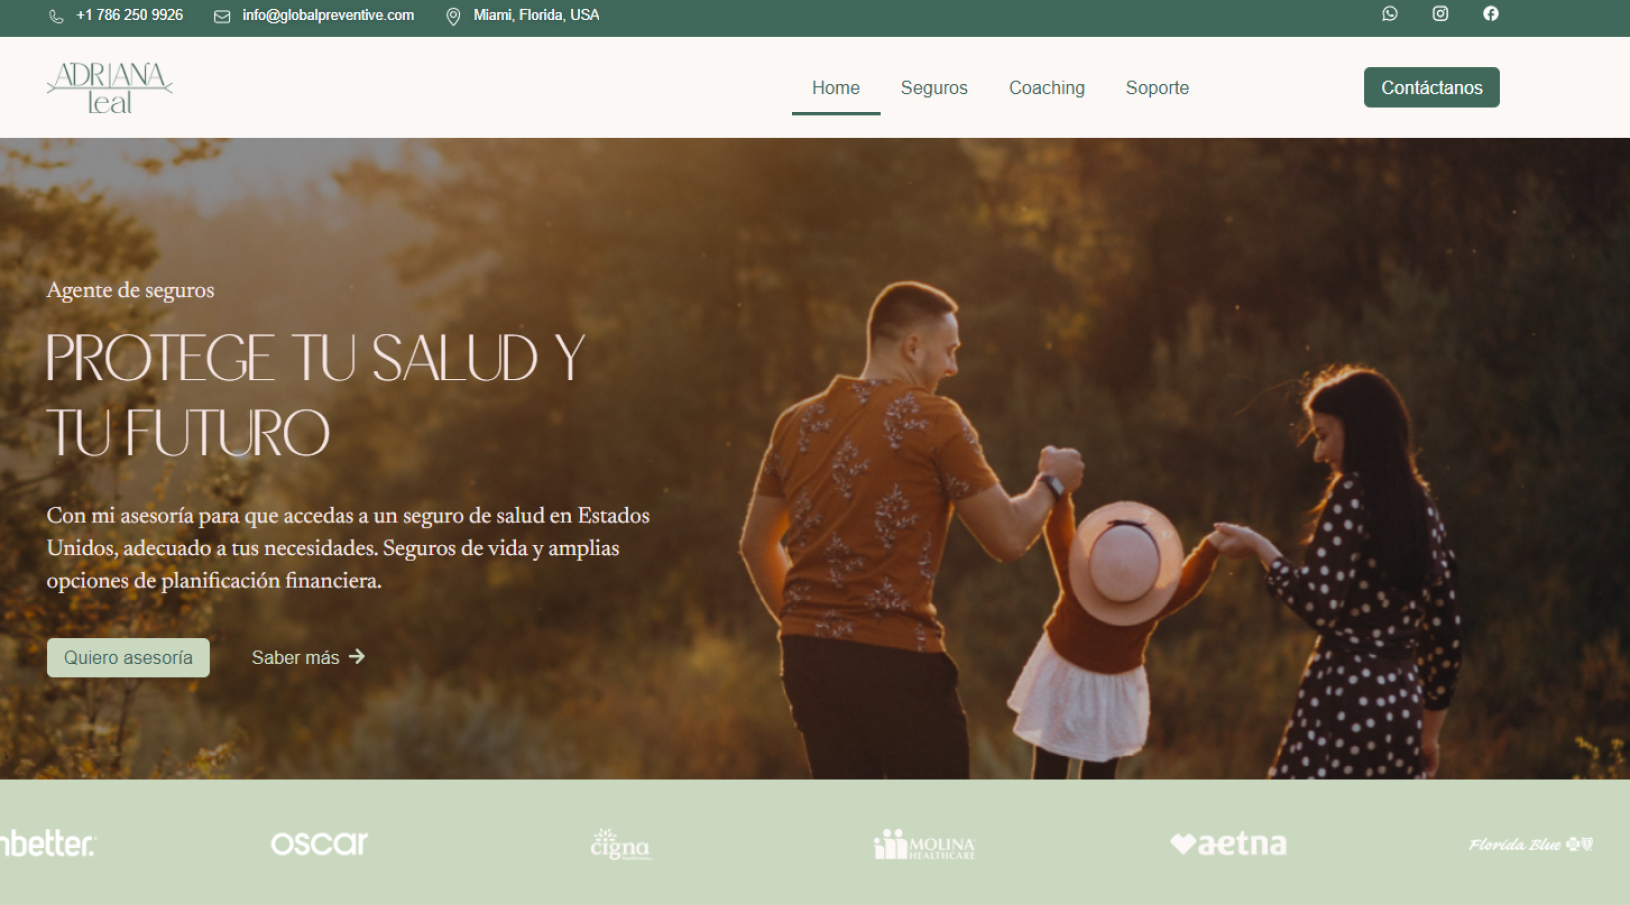 +1 786 250 9926 info@globalpreventive.com Miami, Florida, USA
ADRIANA
leal
Home Seguros Coaching Soporte Contáctanos
Agente de seguros
PROTEGE TU SALUD Y
TU FUTURO
Con mi asesoría para que accedas a un seguro de salud en Estados
Unidos, adecuado a tus necesidades. Seguros de vida y amplias
opciones de planificación financiera.
Quiero asesoría Saber más
better. oscar cigna MOLINA HEALTHCARE aetna Florida Blue